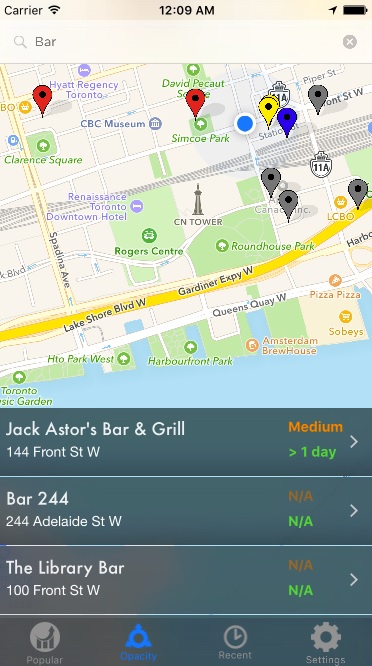 Carrier 12:09 AM
Bar
Hyatt Regency
Toronto
David Pecaut
Square
Piper St
Front St W
11A
BO
CBC Museum
Simcoe Park
Station
Clarence Square
11A
Renaissance
Toronto
Downtown Hotel
CN TOWER
Canada, Inc.
LCBO
Spadina Ave
Rogers Centre
Roundhouse Park
Harbo
k Blvd
Gardiner Expy W
Lake Shore Blvd W
Queens Quay W
Pizza Pizza
Sobeys
Amsterdam
BrewHouse
Hto Park West
Harbourfront Park
Toronto
usic Garden
Jack Astor's Bar & Grill
Medium
144 Front St W
> 1 day
Bar 244
N/A
244 Adelaide St W
N/A
The Library Bar
N/A
100 Front St W
N/A
Popular
Opacity
Recent
Settings